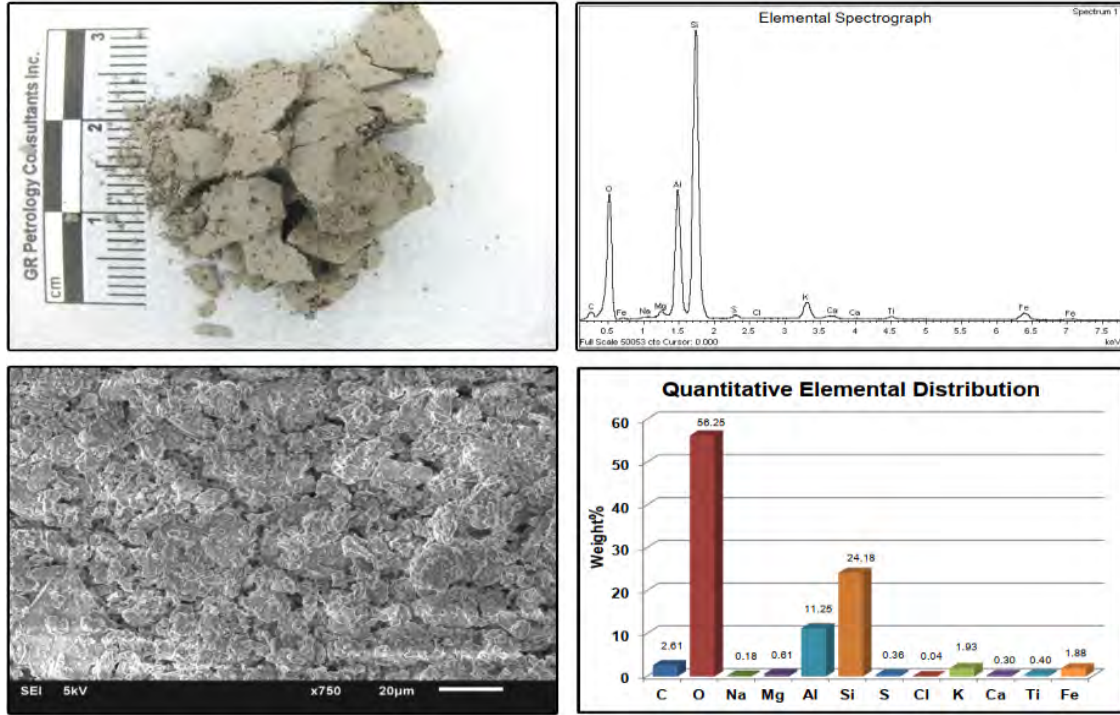 GR Petrology Consultants Inc.
cm
1
2
3
Elemental Spectrograph
Spectrum 1
Si
Al
O
C
Fe
Na
Mg
S
Cl
K
Ca
Ca
Ti
Fe
Fe
0.5 1 1.5 2 2.5 3 3.5 4 4.5 5 5.5 6 6.5 7 7.5
Full Scale 50053 cts Cursor: 0.000
keV
SEI 5kV x750 20µm
Quantitative Elemental Distribution
Weight%
60
50
40
30
20
10
0
2.61
56.25
0.18
0.61
11.25
24.18
0.36
0.04
1.93
0.30
0.40
1.88
C O Na Mg Al Si S Cl K Ca Ti Fe